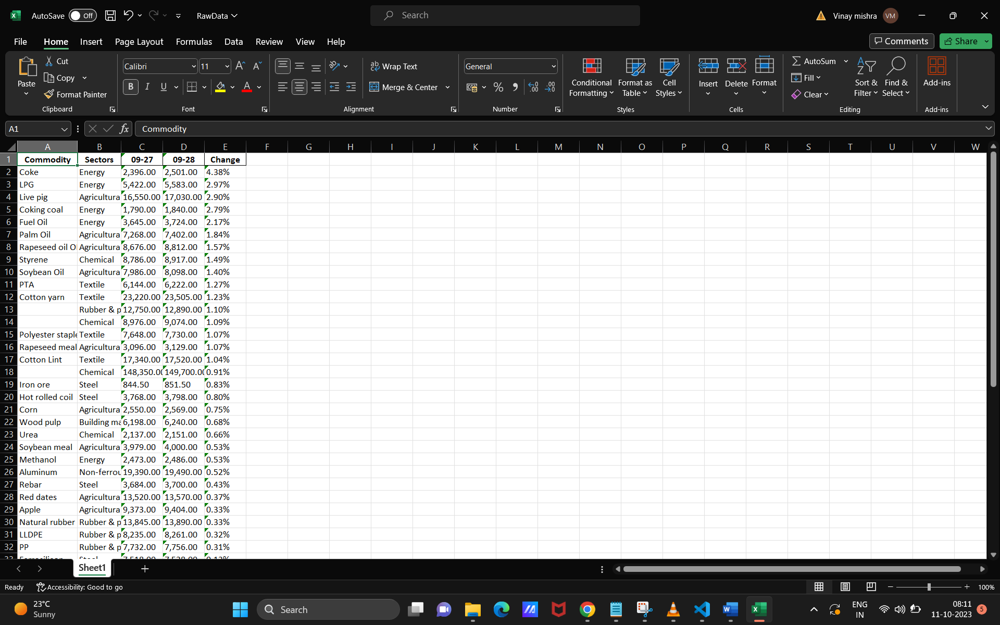 AutoSave Off RawData Search Vinay mishra VM
File Home Insert Page Layout Formulas Data Review View Help Comments Share
Paste Cut Copy Format Painter Clipboard
Calibri 11 B I U A Font
Wrap Text Merge & Center Alignment
General % Number
Conditional Formatting Format as Table Cell Styles Styles
Insert Delete Format Cells
AutoSum Fill Clear Sort & Filter Find & Select Editing
Add-ins Add-ins
A1 fx Commodity
A B C D E F G H I J K L M N O P Q R S T U V W
1 Commodity Sectors 09-27 09-28 Change
2 Coke Energy 2,396.00 2,501.00 4.38%
3 LPG Energy 5,422.00 5,583.00 2.97%
4 Live pig Agricultura 16,550.00 17,030.00 2.90%
5 Coking coal Energy 1,790.00 1,840.00 2.79%
6 Fuel Oil Energy 3,645.00 3,724.00 2.17%
7 Palm Oil Agricultura 7,268.00 7,402.00 1.84%
8 Rapeseed oil O Agricultura 8,676.00 8,812.00 1.57%
9 Styrene Chemical 8,786.00 8,917.00 1.49%
10 Soybean Oil Agricultura 7,986.00 8,098.00 1.40%
11 PTA Textile 6,144.00 6,222.00 1.27%
12 Cotton yarn Textile 23,220.00 23,505.00 1.23%
13 Rubber & p 12,750.00 12,890.00 1.10%
14 Chemical 8,976.00 9,074.00 1.09%
15 Polyester staple Textile 7,648.00 7,730.00 1.07%
16 Rapeseed meal Agricultura 3,096.00 3,129.00 1.07%
17 Cotton Lint Textile 17,340.00 17,520.00 1.04%
18 Chemical 148,350.00 149,700.00 0.91%
19 Iron ore Steel 844.50 851.50 0.83%
20 Hot rolled coil Steel 3,768.00 3,798.00 0.80%
21 Corn Agricultura 2,550.00 2,569.00 0.75%
22 Wood pulp Building ma 6,198.00 6,240.00 0.68%
23 Urea Chemical 2,137.00 2,151.00 0.66%
24 Soybean meal Agricultura 3,979.00 4,000.00 0.53%
25 Methanol Energy 2,473.00 2,486.00 0.53%
26 Aluminum Non-ferrou 19,390.00 19,490.00 0.52%
27 Rebar Steel 3,684.00 3,700.00 0.43%
28 Red dates Agricultura 13,520.00 13,570.00 0.37%
29 Apple Agricultura 9,373.00 9,404.00 0.33%
30 Natural rubber Rubber & p 13,845.00 13,890.00 0.33%
31 LLDPE Rubber & p 8,235.00 8,261.00 0.32%
32 PP Rubber & p 7,732.00 7,756.00 0.31%
Sheet1
Ready Accessibility: Good to go 100%
23°C Search ENG 08:11
Sunny IN 11-10-2023 5